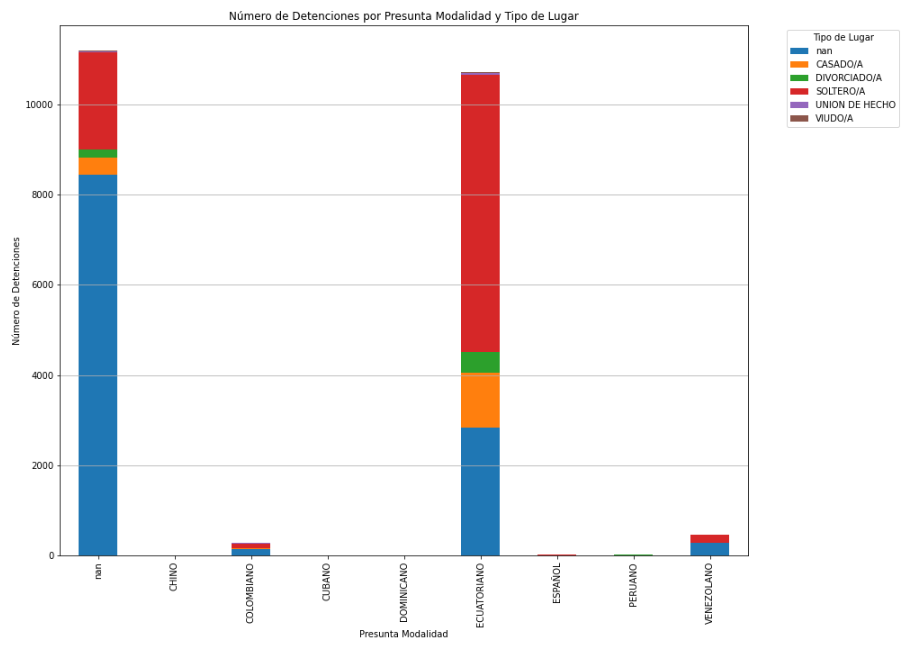 Número de Detenciones por Presunta Modalidad y Tipo de Lugar
Tipo de Lugar
nan
CASADO/A
DIVORCIADO/A
SOLTERO/A
UNION DE HECHO
VIUDO/A
Número de Detenciones
10000
8000
6000
4000
2000
0
nan
CHINO
COLOMBIANO
CUBANO
DOMINICANO
ECUATORIANO
ESPAÑOL
PERUANO
VENEZOLANO
Presunta Modalidad